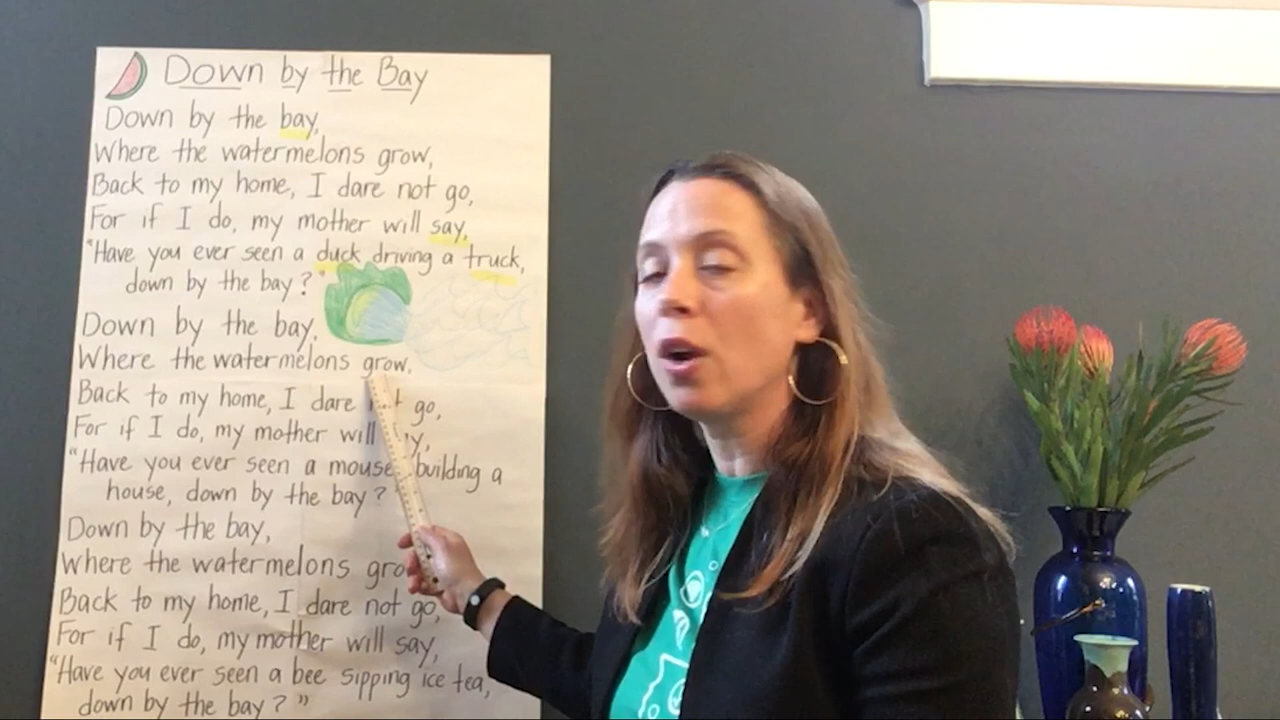 Down by the Bay
Down by the bay,
Where the watermelons grow,
Back to my home, I dare not go,
For if I do, my mother will say,
"Have you ever seen a duck driving a truck,
down by the bay?"
Down by the bay,
Where the watermelons grow,
Back to my home, I dare go,
For if I do, my mother will
"Have you ever seen a mouse building a
house, down by the bay?
Down by the bay,
Where the watermelons
Back to my home, I dare not go,
For if I do, my mother will say,
"Have you ever seen a bee sipping ice tea,
down by the bay?"